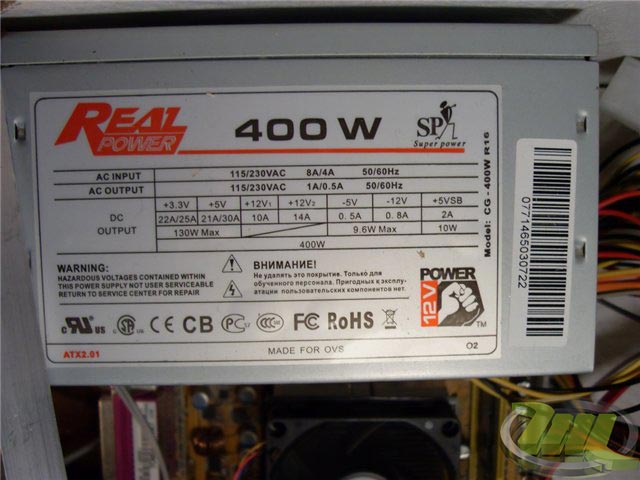 REAL POWER
400 W
SP
Super power
AC INPUT 115/230VAC 8A/4A 50/60Hz
AC OUTPUT 115/230VAC 1A/0.5A 50/60Hz
DC OUTPUT
+3.3V +5V +12V1 +12V2 -5V -12V +5VSB
22A/25A 21A/30A 10A 14A 0.5A 0.8A 2A
130W Max 9.6W Max 10W
400W
WARNING:
HAZARDOUS VOLTAGES CONTAINED WITHIN
THIS POWER SUPPLY NOT USER SERVICEABLE
RETURN TO SERVICE CENTER FOR REPAIR
ВНИМАНИЕ!
Не удалять это покрытие. Только для
обученного персонала. Пригодных в эксплу-
атации пользовательских компонентов нет.
POWER
12V
TM
c US CE CB PC CCC FC RoHS
ATX2.01
MADE FOR OVS
O2
Model: CG-400W R16
0771465030722